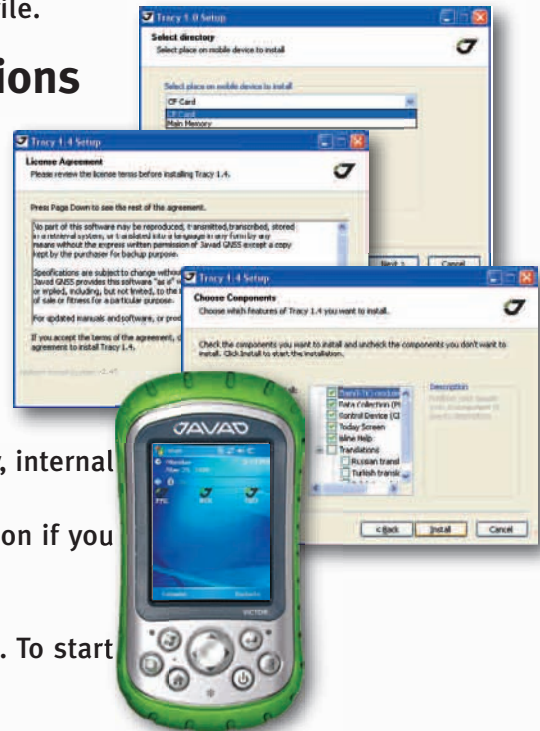 ile.
ions
, internal
on if you
. To start
Tracy 1.0 Setup
Select directory
Select place on mobile device to install
Select place on mobile device to install
CF Card
CF Card
Main Memory
Next >
Cancel
Tracy 1.4 Setup
License Agreement
Please review the license terms before installing Tracy 1.4.
Press Page Down to see the rest of the agreement.
No part of this software may be reproduced, transmitted, transcribed, stored
in a retrieval system, or translated into a language in any form by any
means without the express written permission of Javad GNSS except a copy
kept by the purchaser for backup purpose.
Specifications are subject to change withou
Javad GNSS provides this software "as is" w
or implied, including, but not limited, to the i
of sale or fitness for a particular purpose.
For updated manuals and software, or prod
If you accept the terms of the agreement, c
agreement to install Tracy 1.4.
Tracy 1.4 Setup
Choose Components
Choose which features of Tracy 1.4 you want to install.
Check the components you want to install and uncheck the components you don't want to
install. Click Install to start the installation.
Description
Data Collection
Control Device
Today Screen
Inline Help
Translations
Russian transl
Turkish transl
< Back
Install
Cancel
JAVAD
VICTOR